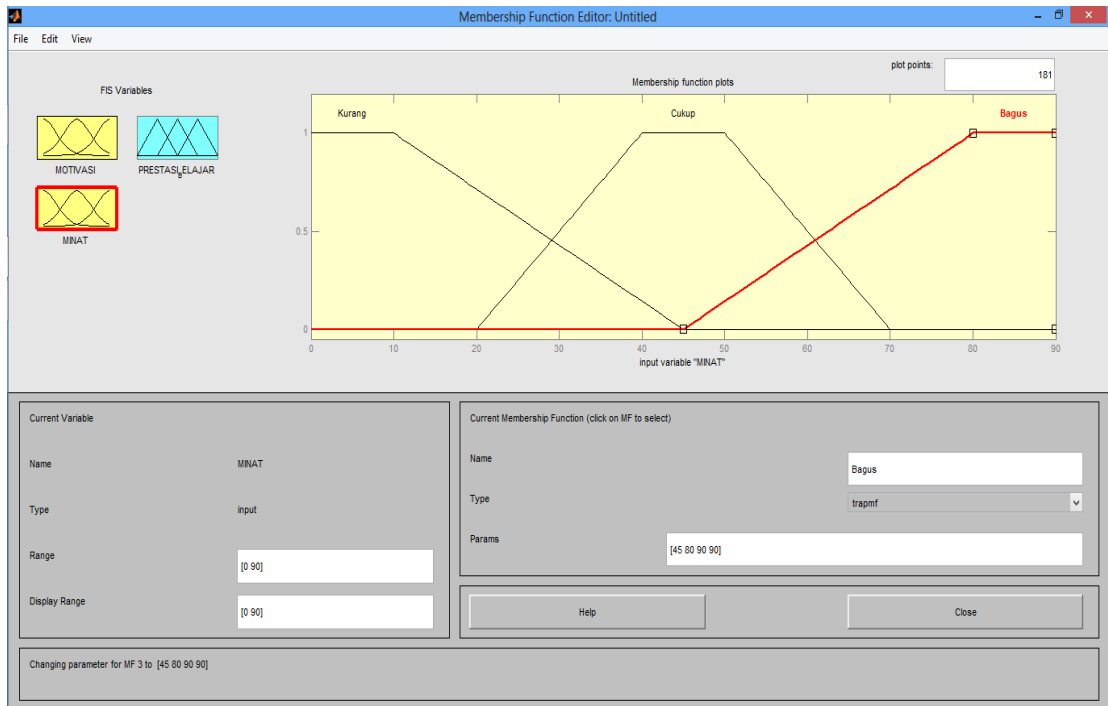 Membership Function Editor: Untitled
File Edit View
FIS Variables
MOTIVASI
PRESTASIBELAJAR
MINAT
plot points:
181
Membership function plots
Kurang
Cukup
Bagus
1
0.5
0
0 10 20 30 40 50 60 70 80 90
input variable "MINAT"
Current Variable
Name MINAT
Type input
Range [0 90]
Display Range [0 90]
Current Membership Function (click on MF to select)
Name Bagus
Type trapmf
Params [45 80 90 90]
Help
Close
Changing parameter for MF 3 to [45 80 90 90]